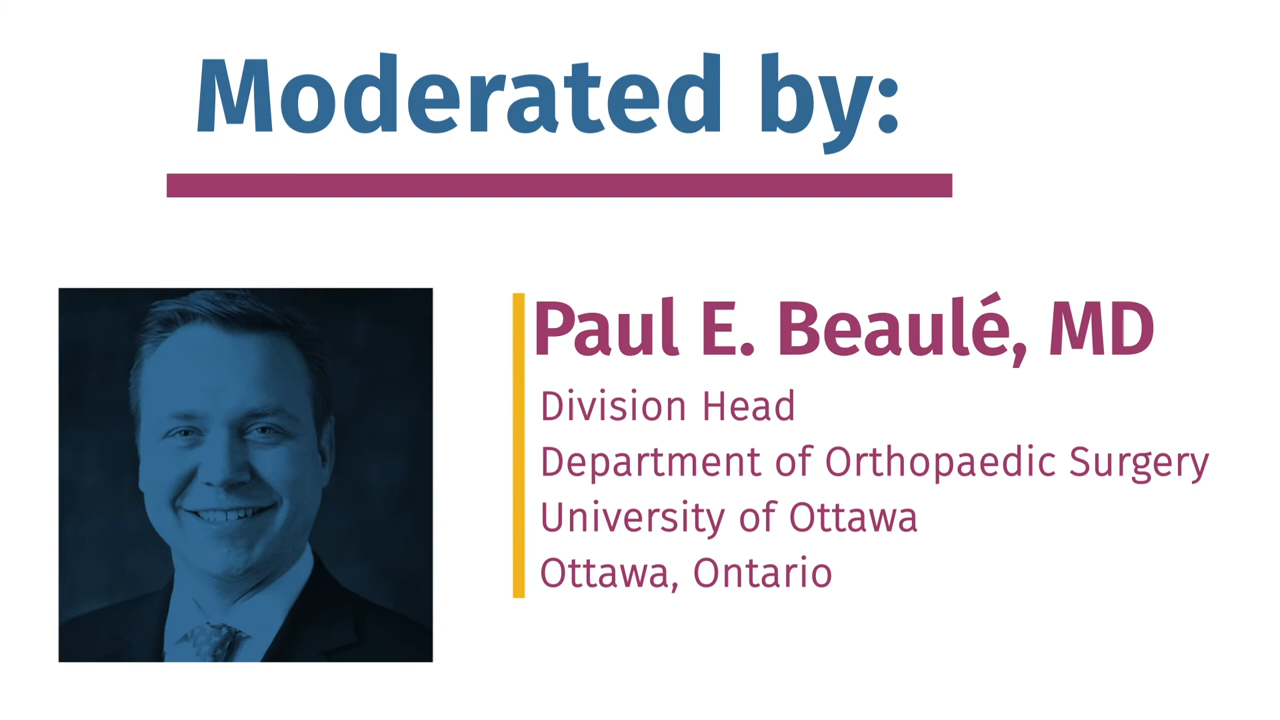 Moderated by:
Paul E. Beaulé, MD
Division Head
Department of Orthopaedic Surgery
University of Ottawa
Ottawa, Ontario